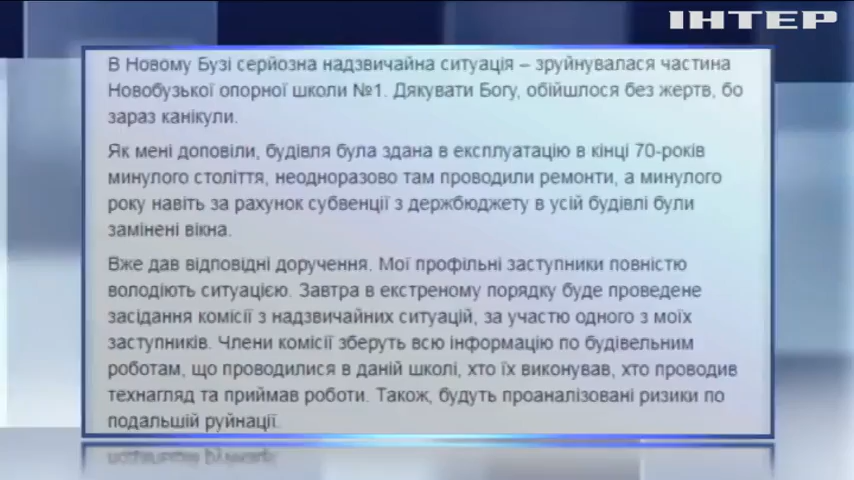 ІНТЕР
В Новому Бузі серйозна надзвичайна ситуація – зруйнувалася частина
Новобузької опорної школи №1. Дякувати Богу, обійшлося без жертв, бо
зараз канікули.
Як мені доповіли, будівля була здана в експлуатацію в кінці 70-років
минулого століття, неодноразово там проводили ремонти, а минулого
року навіть за рахунок субвенції з держбюджету в усій будівлі були
замінені вікна.
Вже дав відповідні доручення. Мої профільні заступники повністю
володіють ситуацією. Завтра в екстреному порядку буде проведене
засідання комісії з надзвичайних ситуацій, за участю одного з моїх
заступників. Члени комісії зберуть всю інформацію по будівельним
роботам, що проводилися в даній школі, хто їх виконував, хто проводив
технагляд та приймав роботи. Також, будуть проаналізовані ризики по
подальшій руйнації.